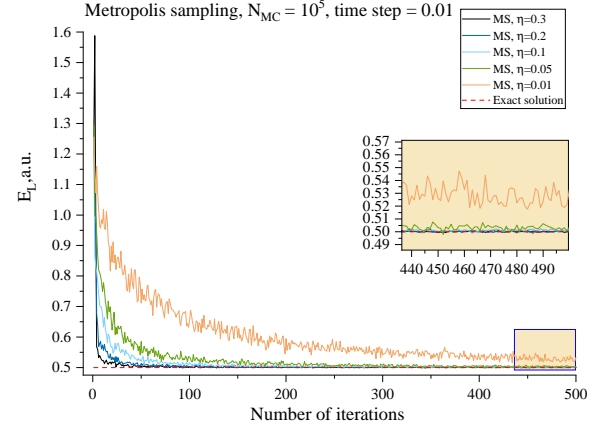 Metropolis sampling, N_MC = 10^5, time step = 0.01
MS, η=0.3
MS, η=0.2
MS, η=0.1
MS, η=0.05
MS, η=0.01
Exact solution
E_L,a.u.
1.6
1.5
1.4
1.3
1.2
1.1
1.0
0.9
0.8
0.7
0.6
0.5
0.57
0.56
0.55
0.54
0.53
0.52
0.51
0.50
0.49
440 450 460 470 480 490
0 100 200 300 400 500
Number of iterations